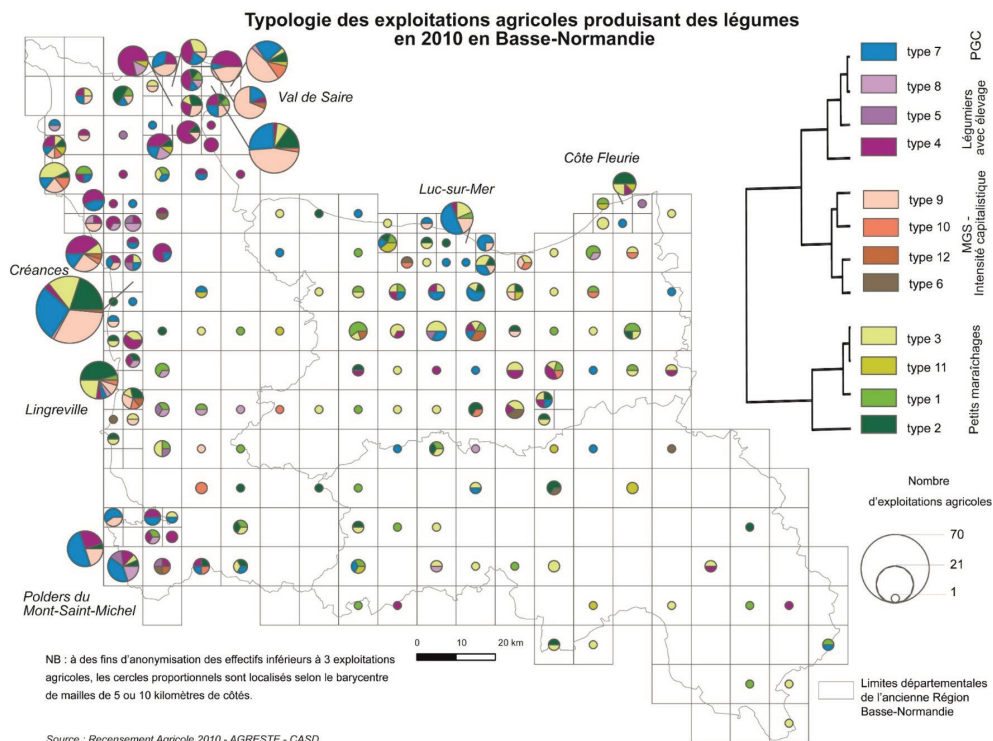 Typologie des exploitations agricoles produisant des légumes
en 2010 en Basse-Normandie
Val de Saire
Côte Fleurie
Luc-sur-Mer
Créances
Lingreville
Polders du
Mont-Saint-Michel
type 7
type 8
type 5
type 4
type 9
type 10
type 12
type 6
type 3
type 11
type 1
type 2
PGC
Légumiers
avec élevage
MGS -
Intensité capitalistique
Petits maraîchages
Nombre
d'exploitations agricoles
70
21
1
0 10 20 km
NB : à des fins d'anonymisation des effectifs inférieurs à 3 exploitations
agricoles, les cercles proportionnels sont localisés selon le barycentre
de mailles de 5 ou 10 kilomètres de côtés.
Limites départementales
de l'ancienne Région
Basse-Normandie
Source : Recensement Agricole 2010 - AGRESTE - CASD